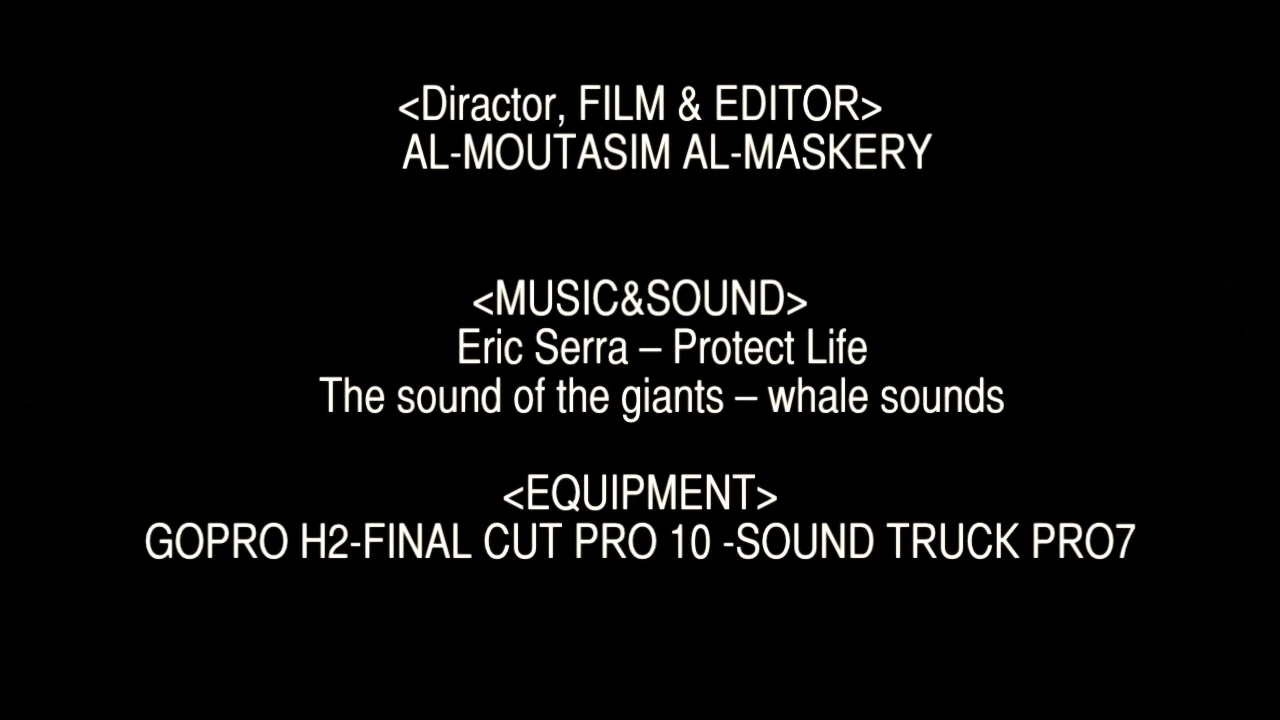 <Diractor, FILM & EDITOR>
AL-MOUTASIM AL-MASKERY
<MUSIC&SOUND>
Eric Serra – Protect Life
The sound of the giants – whale sounds
<EQUIPMENT>
GOPRO H2-FINAL CUT PRO 10 -SOUND TRUCK PRO7